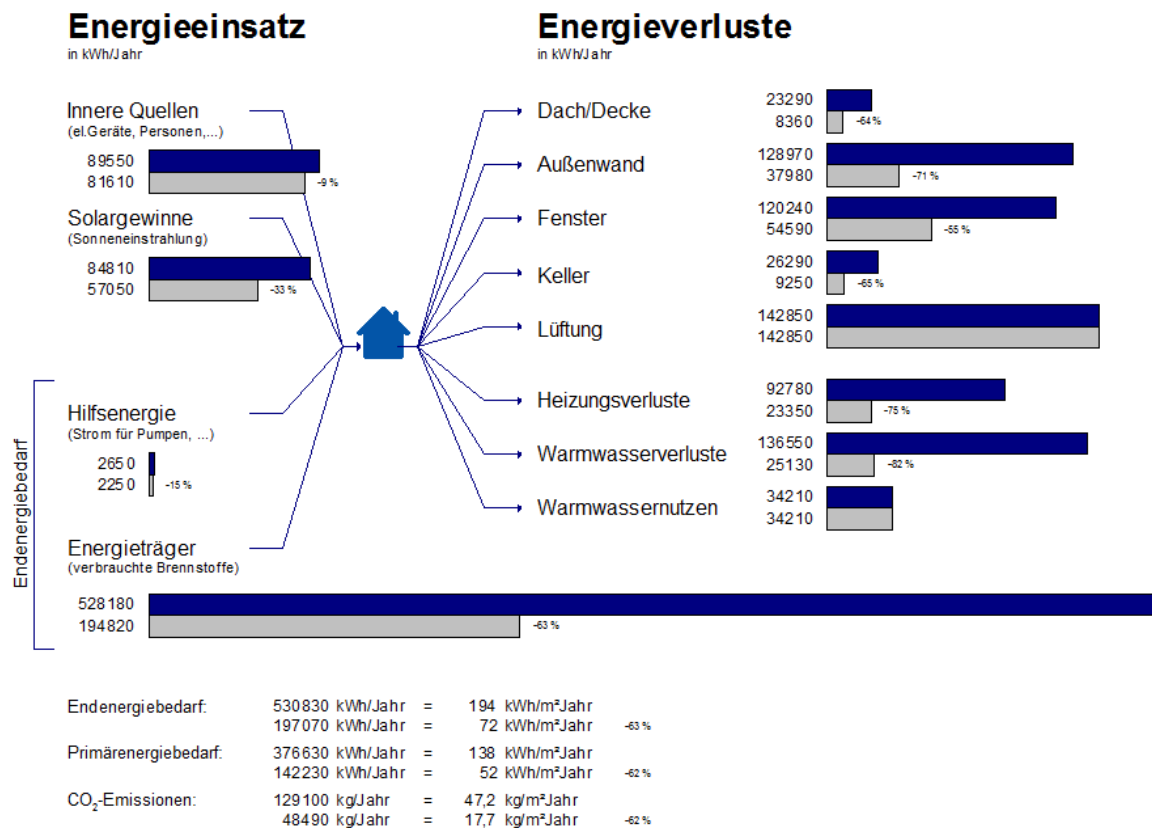 Energieeinsatz
in kWh/Jahr
Innere Quellen
(el.Geräte, Personen,...)
89550
81610
-9 %
Solargewinne
(Sonneneinstrahlung)
84810
57050
-33 %
Endenergiebedarf
Hilfsenergie
(Strom für Pumpen, ...)
2650
2250
-15 %
Energieträger
(verbrauchte Brennstoffe)
528180
194820
-63 %
Energieverluste
in kWh/Jahr
Dach/Decke
23290
8360
-64 %
Außenwand
128970
37980
-71 %
Fenster
120240
54590
-55 %
Keller
26290
9250
-65 %
Lüftung
142850
142850
Heizungsverluste
92780
23350
-75 %
Warmwasserverluste
136550
25130
-82 %
Warmwassernutzen
34210
34210
Endenergiebedarf: 530830 kWh/Jahr = 194 kWh/m²Jahr
197070 kWh/Jahr = 72 kWh/m²Jahr -63 %
Primärenergiebedarf: 376630 kWh/Jahr = 138 kWh/m²Jahr
142230 kWh/Jahr = 52 kWh/m²Jahr -62 %
CO₂-Emissionen: 129100 kg/Jahr = 47,2 kg/m²Jahr
48490 kg/Jahr = 17,7 kg/m²Jahr -62 %